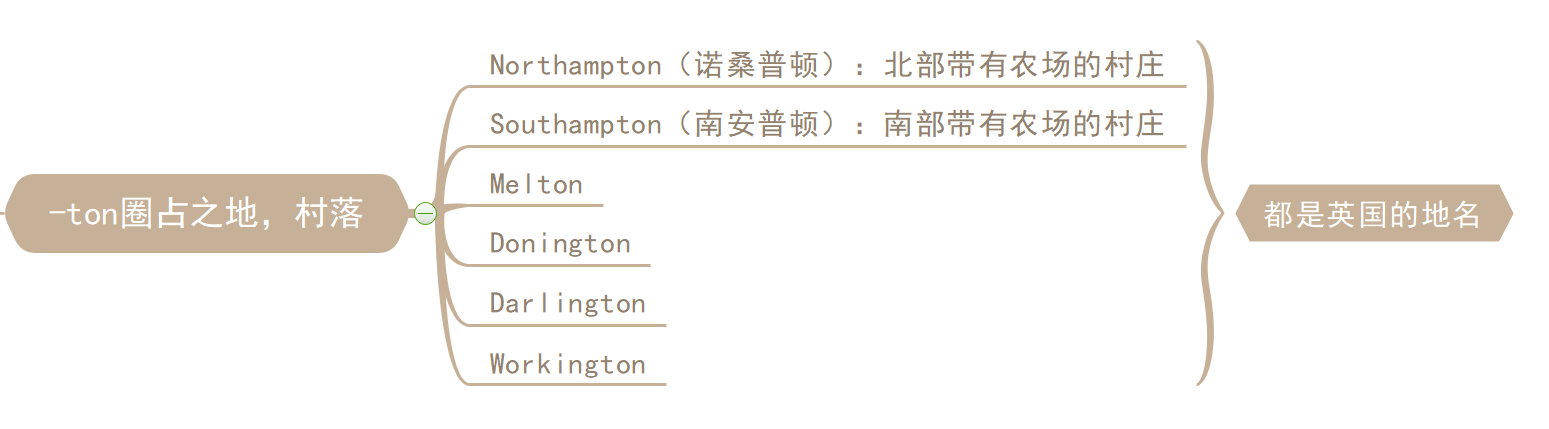 -ton圈占之地，村落
Northampton（诺桑普顿）：北部带有农场的村庄
Southampton（南安普顿）：南部带有农场的村庄
Melton
Donington
Darlington
Workington
都是英国的地名